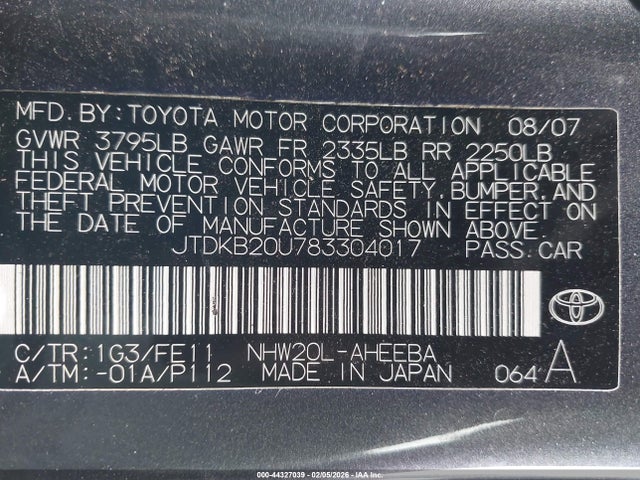 MFD. BY: TOYOTA MOTOR CORPORATION 08/07
GVWR 3795LB GAWR FR 2335LB RR 2250LB
THIS VEHICLE CONFORMS TO ALL APPLICABLE
FEDERAL MOTOR VEHICLE SAFETY, BUMPER, AND
THEFT PREVENTION STANDARDS IN EFFECT ON
THE DATE OF MANUFACTURE SHOWN ABOVE.
JTDKB20U783304017 PASS. CAR
C/TR: 1G3/FE11 NHW20L-AHEEBA
A/TM: -01A/P112 MADE IN JAPAN 064 A
000-44327039 / 02/05/2026 - IAA Inc.